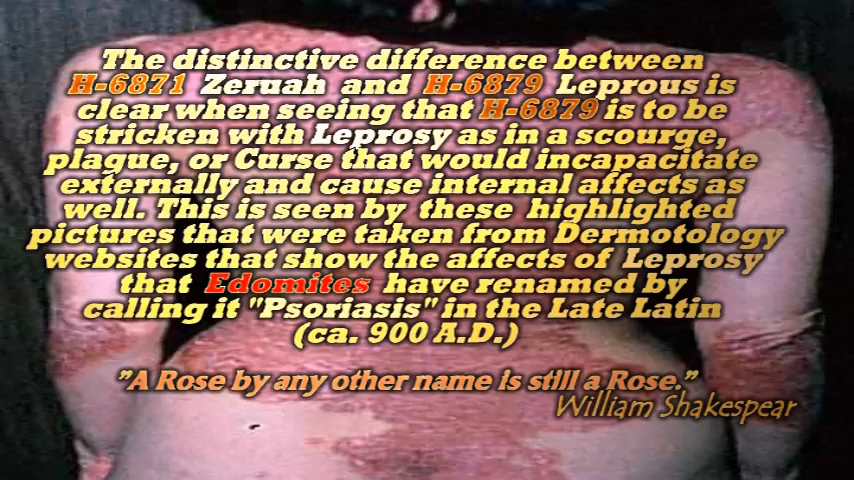 The distinctive difference between
H-6871 Zeruah and H-6879 Leprous is
clear when seeing that H-6879 is to be
stricken with Leprosy as in a scourge,
plague, or Curse that would incapacitate
externally and cause internal affects as
well. This is seen by these highlighted
pictures that were taken from Dermotology
websites that show the affects of Leprosy
that Edomites have renamed by
calling it "Psoriasis" in the Late Latin
(ca. 900 A.D.)
"A Rose by any other name is still a Rose."
William Shakespear